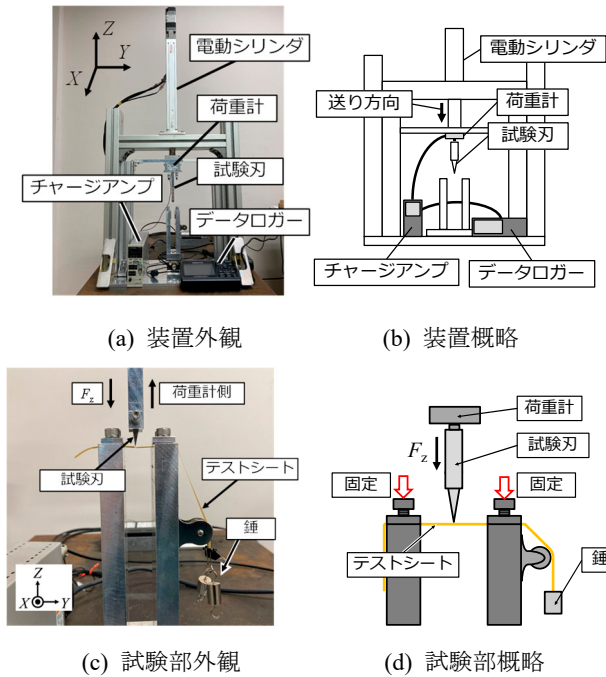 Z
Y
X
電動シリンダ
荷重計
試験刃
チャージアンプ
データロガー
(a) 装置外観
電動シリンダ
送り方向
荷重計
試験刃
チャージアンプ
データロガー
(b) 装置概略
Fz
荷重計側
試験刃
テストシート
錘
Z
X
Y
(c) 試験部外観
荷重計
Fz
試験刃
固定
固定
テストシート
錘
(d) 試験部概略